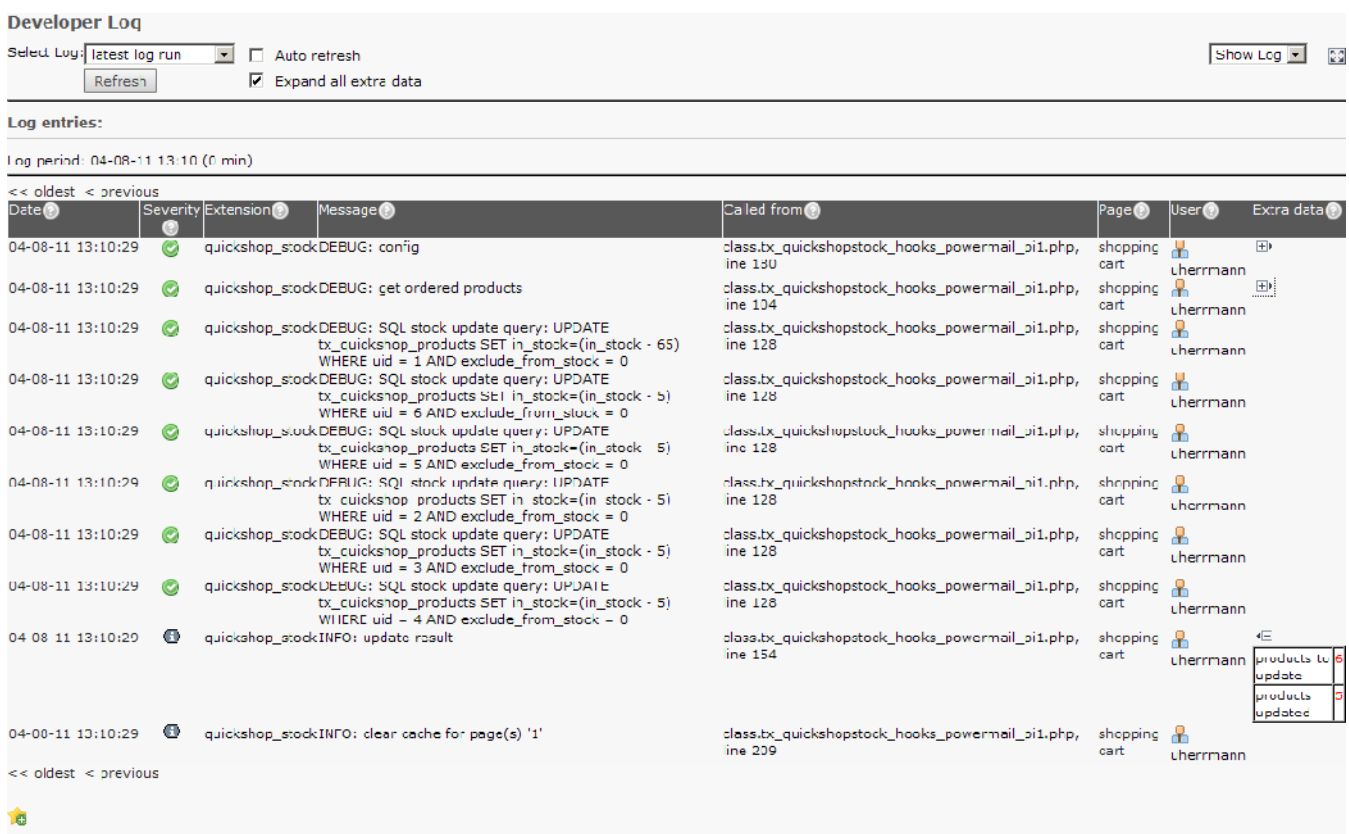 Developer Log
Select Log: latest log run Auto refresh Show Log
Refresh Expand all extra data
Log entries:
Log period: 04-08-11 13:10 (0 min)
<< oldest < previous
Date Severity Extension Message Called from Page User Extra data
04-08-11 13:10:29 quickshop_stock DEBUG: config class.tx_quickshopstock_hooks_powermail_pi1.php, shopping
line 180 cart uherrmann
04-08-11 13:10:29 quickshop_stock DEBUG: get ordered products class.tx_quickshopstock_hooks_powermail_pi1.php, shopping
line 104 cart uherrmann
04-08-11 13:10:29 quickshop_stock DEBUG: SQL stock update query: UPDATE class.tx_quickshopstock_hooks_powermail_pi1.php, shopping
tx_quickshop_products SET in_stock=(in_stock - 65) line 128 cart
WHERE uid = 1 AND exclude_from_stock = 0 uherrmann
04-08-11 13:10:29 quickshop_stock DEBUG: SQL stock update query: UPDATE class.tx_quickshopstock_hooks_powermail_pi1.php, shopping
tx_quickshop_products SET in_stock=(in_stock - 5) line 128 cart
WHERE uid = 6 AND exclude_from_stock = 0 uherrmann
04-08-11 13:10:29 quickshop_stock DEBUG: SQL stock update query: UPDATE class.tx_quickshopstock_hooks_powermail_pi1.php, shopping
tx_quickshop_products SET in_stock=(in_stock - 5) line 128 cart
WHERE uid = 5 AND exclude_from_stock = 0 uherrmann
04-08-11 13:10:29 quickshop_stock DEBUG: SQL stock update query: UPDATE class.tx_quickshopstock_hooks_powermail_pi1.php, shopping
tx_quickshop_products SET in_stock=(in_stock - 5) line 128 cart
WHERE uid = 2 AND exclude_from_stock = 0 uherrmann
04-08-11 13:10:29 quickshop_stock DEBUG: SQL stock update query: UPDATE class.tx_quickshopstock_hooks_powermail_pi1.php, shopping
tx_quickshop_products SET in_stock=(in_stock - 5) line 128 cart
WHERE uid = 3 AND exclude_from_stock = 0 uherrmann
04-08-11 13:10:29 quickshop_stock DEBUG: SQL stock update query: UPDATE class.tx_quickshopstock_hooks_powermail_pi1.php, shopping
tx_quickshop_products SET in_stock=(in_stock - 5) line 128 cart
WHERE uid = 4 AND exclude_from_stock = 0 uherrmann
04-08-11 13:10:29 quickshop_stock INFO: update result class.tx_quickshopstock_hooks_powermail_pi1.php, shopping
line 154 cart uherrmann products to 6
update
products 5
updated
04-08-11 13:10:29 quickshop_stock INFO: clear cache for page(s) '1' class.tx_quickshopstock_hooks_powermail_pi1.php, shopping
line 209 cart uherrmann
<< oldest < previous